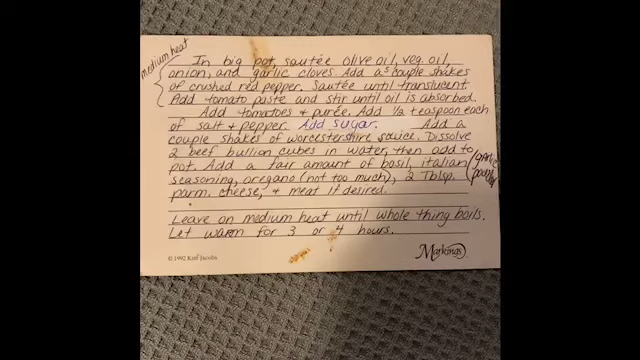 medium heat
In big pot, sautée olive oil, veg. oil,
onion, and garlic cloves. Add a couple shakes
of crushed red pepper. Sautée until translucent.
Add tomato paste and stir until oil is absorbed.
Add tomatoes + purée. Add 1/2 teaspoon each
of salt + pepper. Add sugar. Add a
couple shakes of worcestershire sauce. Dissolve
2 beef bullion cubes in water, then add to
pot. Add a fair amount of basil, italian
seasoning, oregano (not too much), 2 Tblsp.
parm. cheese, + meat if desired.
Leave on medium heat until whole thing boils.
Let warm for 3 or 4 hours.
© 1992 Karl Jacobs
Markings